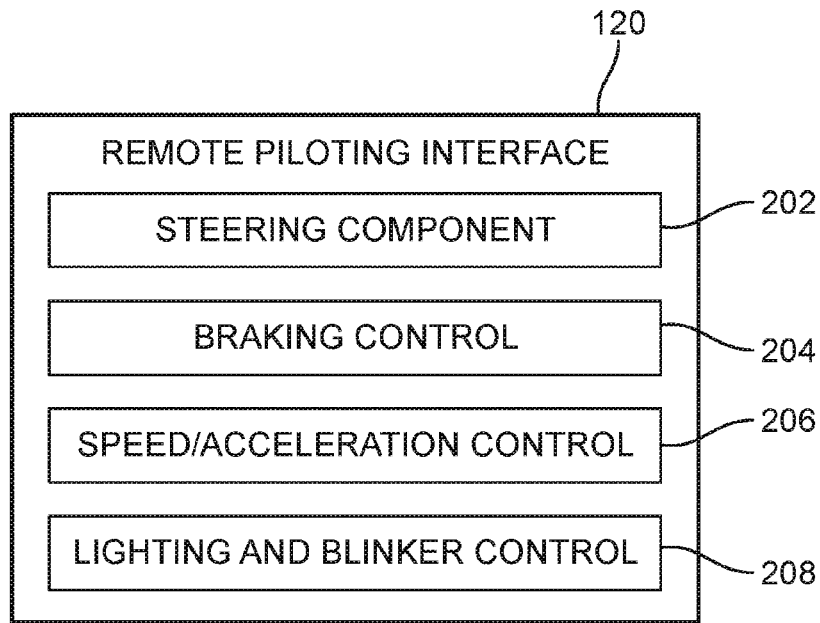 120
REMOTE PILOTING INTERFACE
STEERING COMPONENT
202
BRAKING CONTROL
204
SPEED/ACCELERATION CONTROL
206
LIGHTING AND BLINKER CONTROL
208